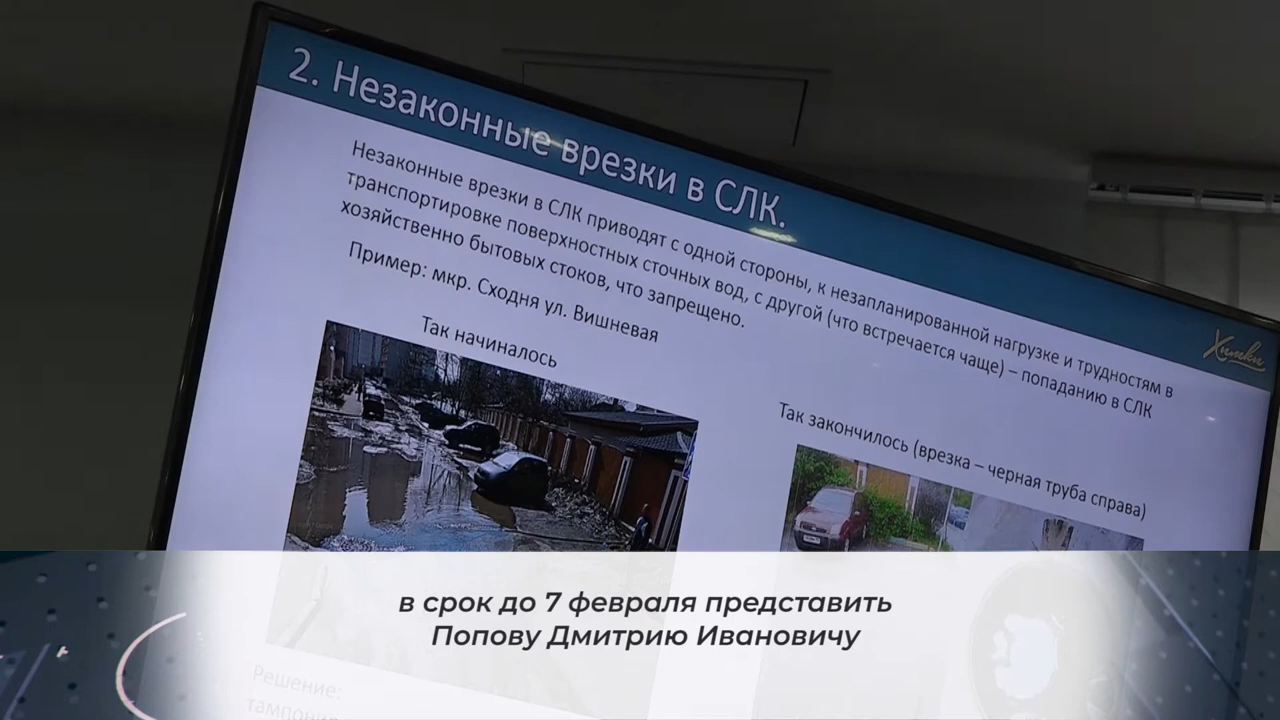 2. Незаконные врезки в СЛК.
Незаконные врезки в СЛК приводят с одной стороны, к незапланированной нагрузке и трудностям в
транспортировке поверхностных сточных вод, с другой (что встречается чаще) – попаданию в СЛК
хозяйственно бытовых стоков, что запрещено.
Пример: мкр. Сходня ул. Вишневая
Так начиналось
Так закончилось (врезка – черная труба справа)
Химки
Решение:
в срок до 7 февраля представить
Попову Дмитрию Ивановичу